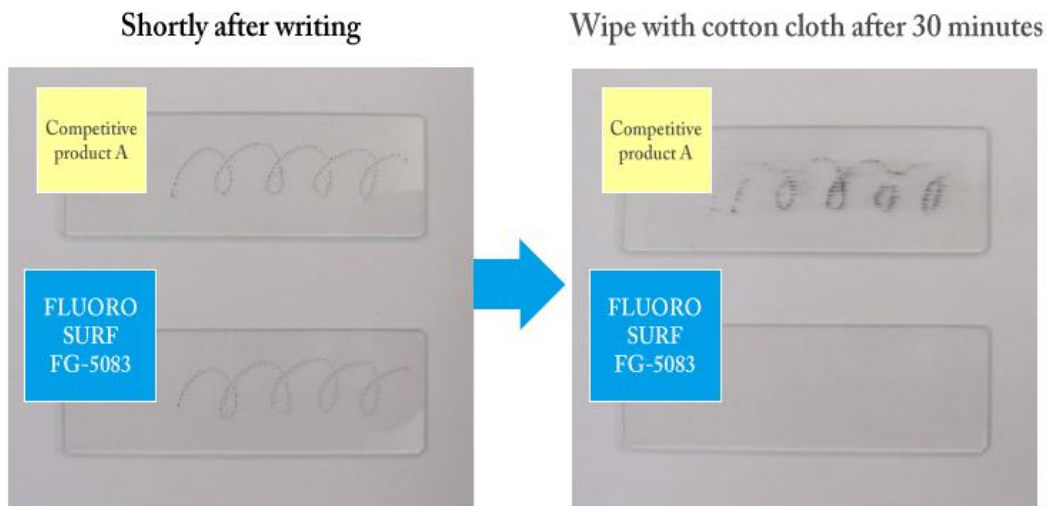 Shortly after writing
Wipe with cotton cloth after 30 minutes
Competitive
product A
FLUORO
SURF
FG-5083
Competitive
product A
FLUORO
SURF
FG-5083